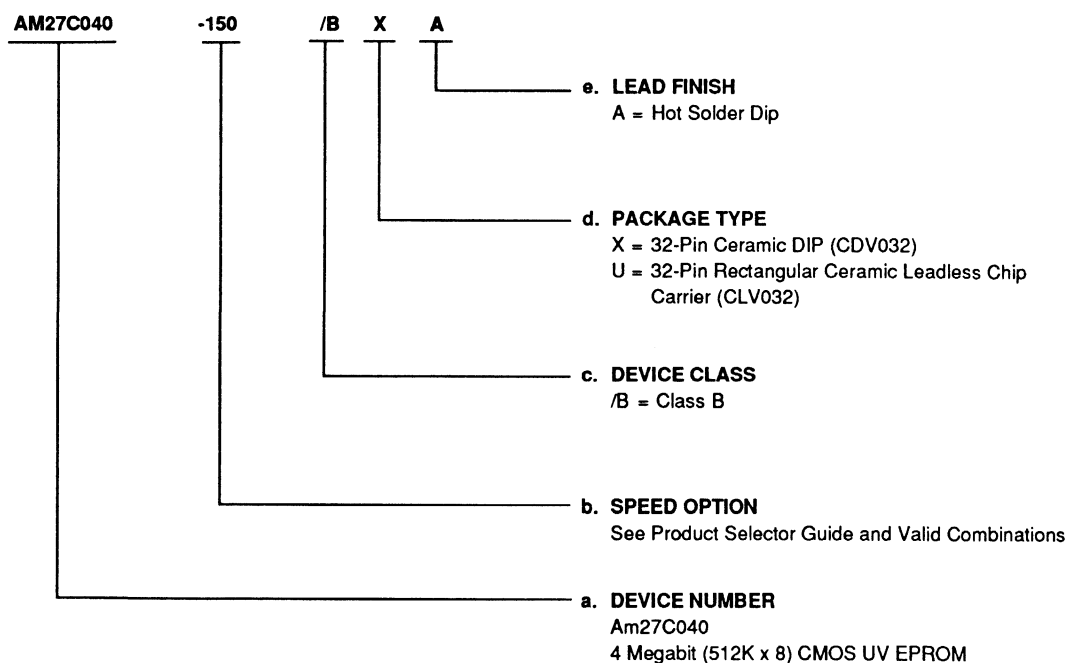 AM27C040 -150 /B X A
e. LEAD FINISH
A = Hot Solder Dip
d. PACKAGE TYPE
X = 32-Pin Ceramic DIP (CDV032)
U = 32-Pin Rectangular Ceramic Leadless Chip
Carrier (CLV032)
c. DEVICE CLASS
/B = Class B
b. SPEED OPTION
See Product Selector Guide and Valid Combinations
a. DEVICE NUMBER
Am27C040
4 Megabit (512K x 8) CMOS UV EPROM